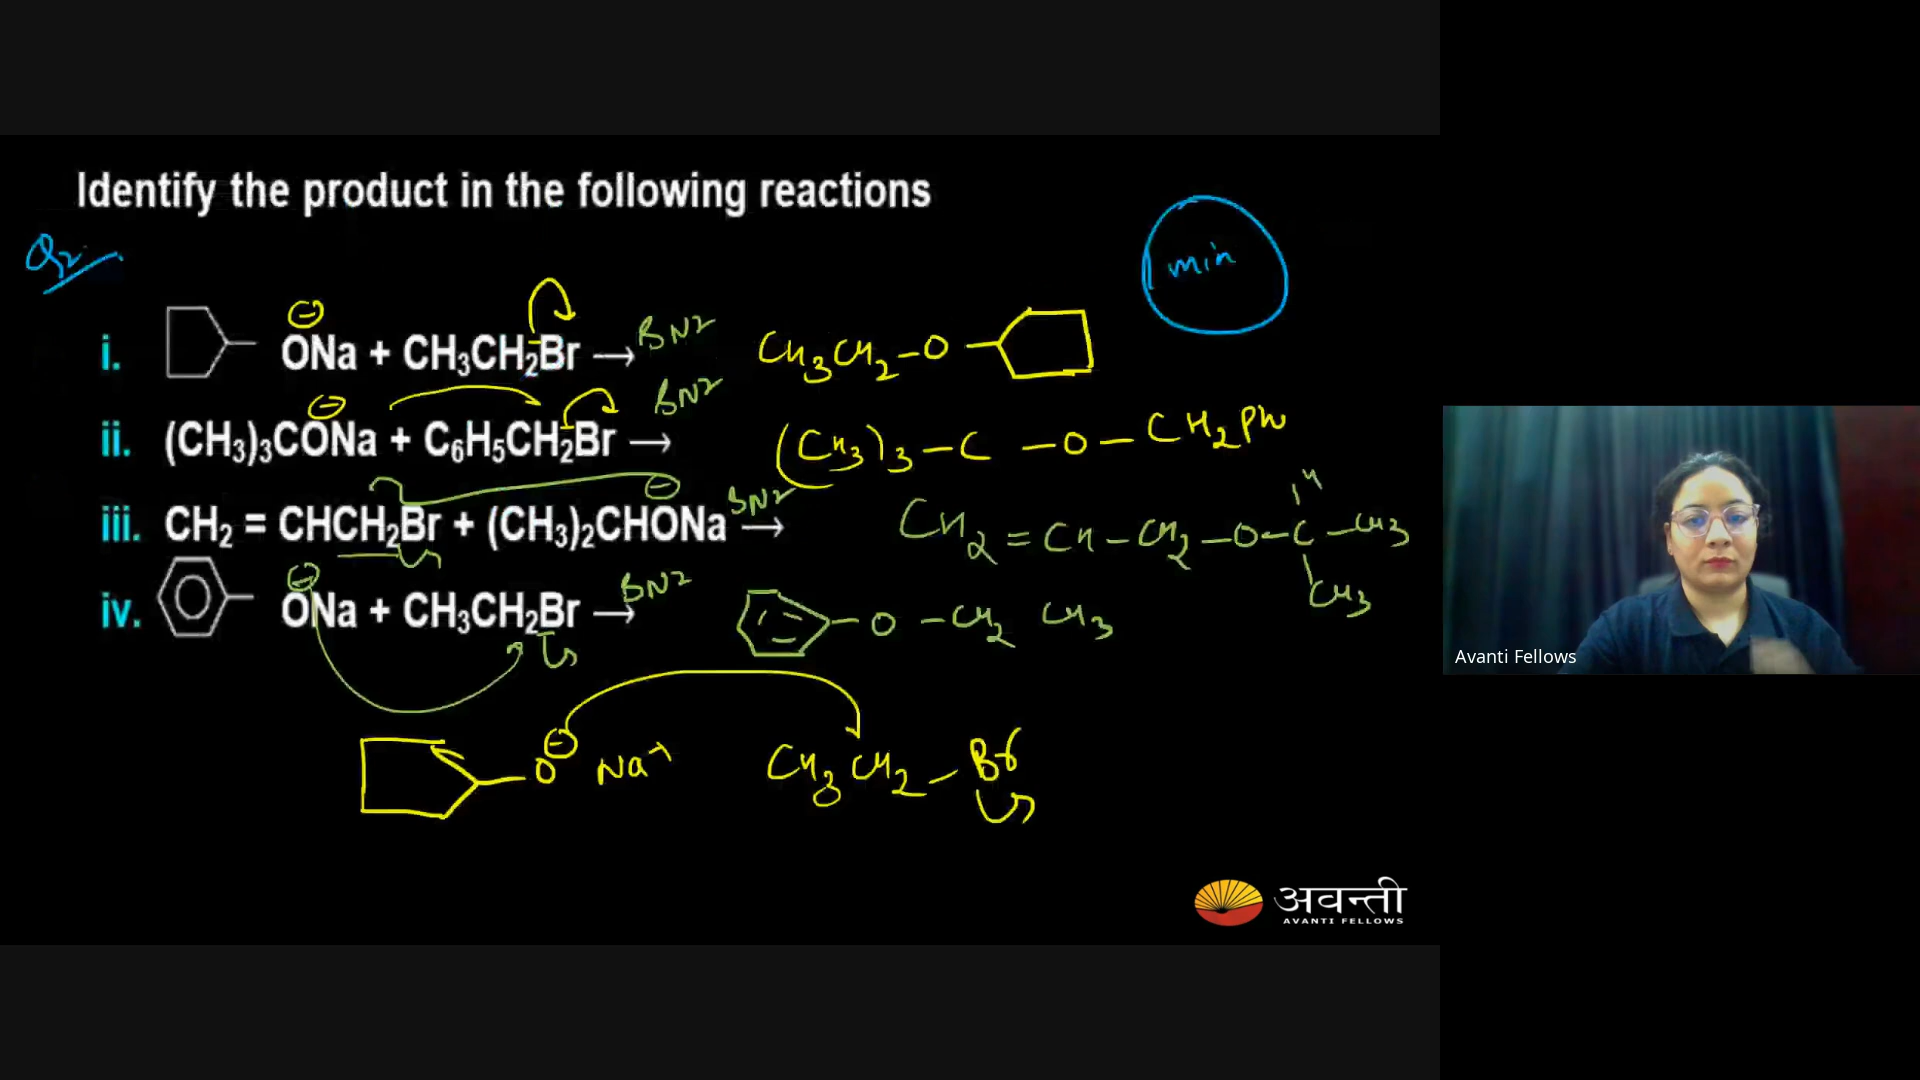 Identify the product in the following reactions
Q2
min
i. ⊖ ONa + CH₃CH₂Br → SN2 CH₃CH₂-O-
ii. (CH₃)₃CONa ⊖ + C₆H₅CH₂Br → SN2 (CH₃)₃-C-O-CH₂Ph
iii. CH₂ = CHCH₂Br + (CH₃)₂CHONa ⊖ → SN2 CH₂=CH-CH₂-O-C-CH₃
H
CH₃
iv. ⊖ ONa + CH₃CH₂Br → SN2 -O-CH₂ CH₃
O⊖ Na+ CH₃CH₂-Br
Avanti Fellows
अवन्ती
AVANTI FELLOWS